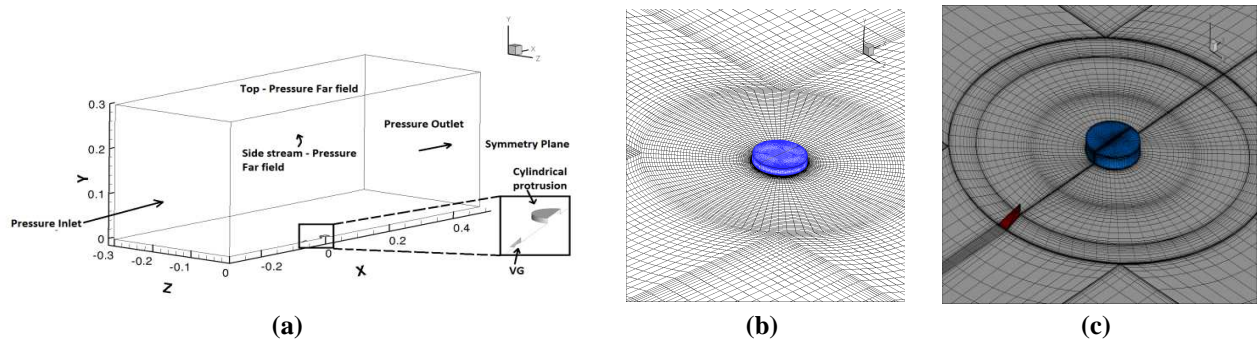 Y
X
Z
Top - Pressure Far field
0.3
Pressure Outlet
0.2
Symmetry Plane
Side stream - Pressure
Far field
Y
Cylindrical
protrusion
0.1
Pressure Inlet
0
0.4
-0.3
0.2
-0.2
0
-0.1
-0.2
VG
0
X
Z
(a)
(b)
(c)